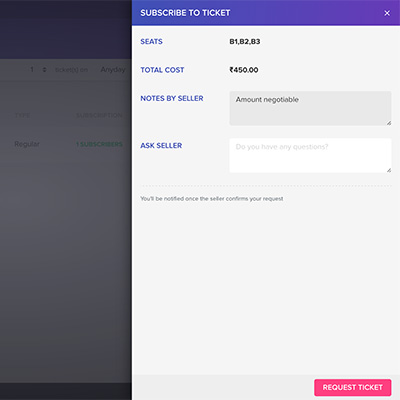 SUBSCRIBE TO TICKET ×
SEATS B1,B2,B3
1 8
Anyday
TOTAL COST ₹450.00
NOTES BY SELLER Amount negotiable
TYPE SUBSCRIPTION
Regular 1 SUBSCRIBERS
ASK SELLER Do you have any questions?
You'll be notified once the seller confirms your request
REQUEST TICKET